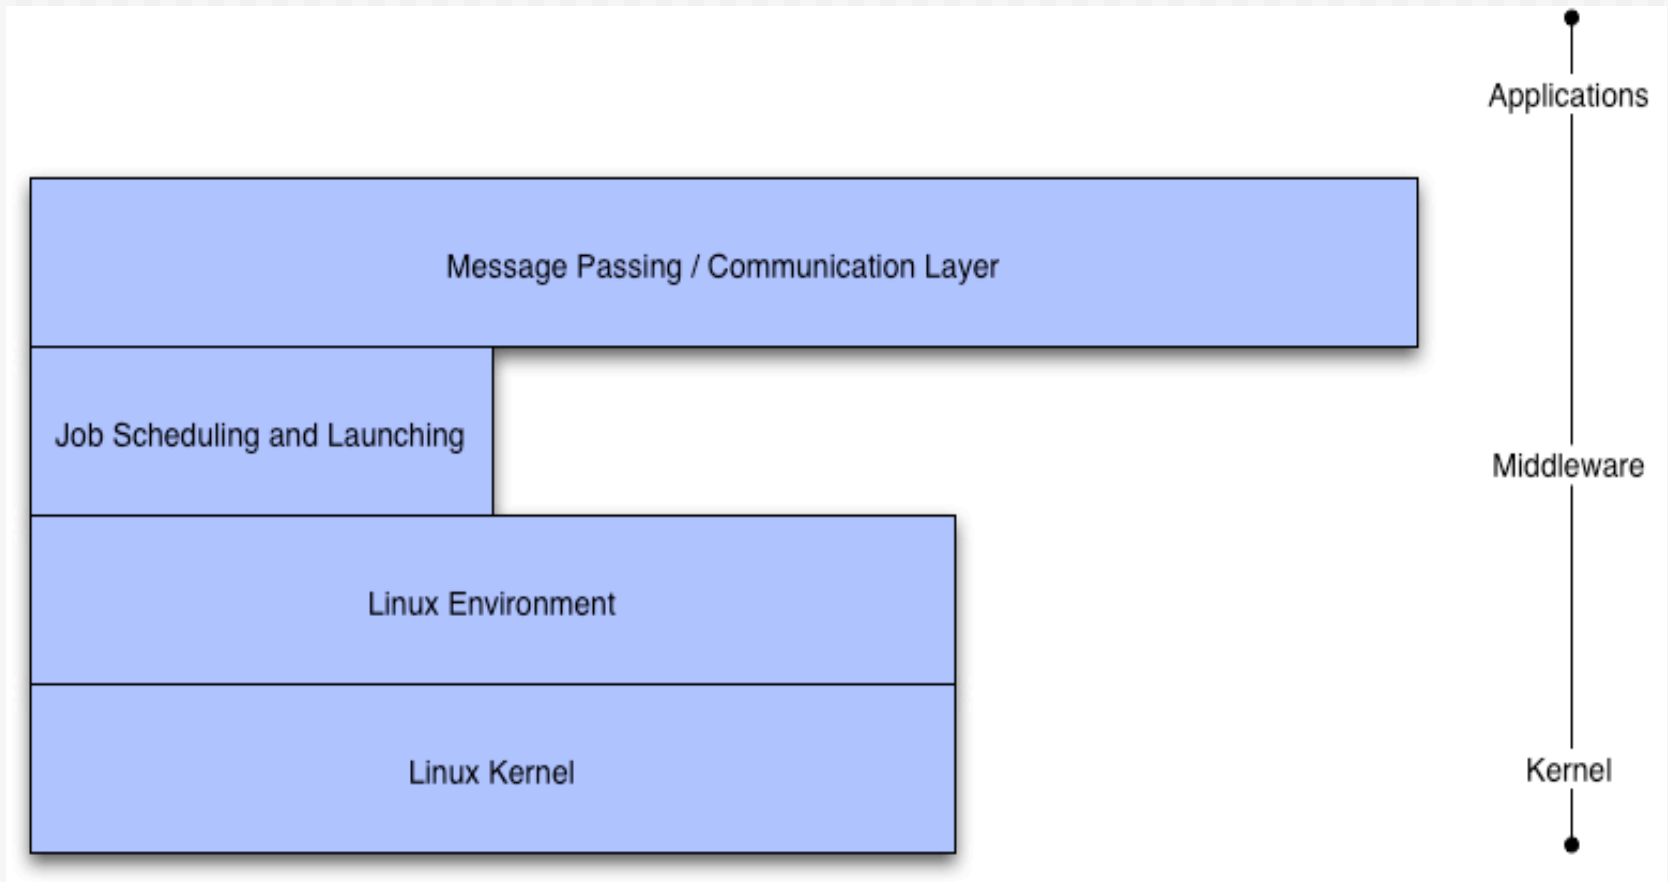 Applications
Message Passing / Communication Layer
Job Scheduling and Launching
Middleware
Linux Environment
Linux Kernel
Kernel